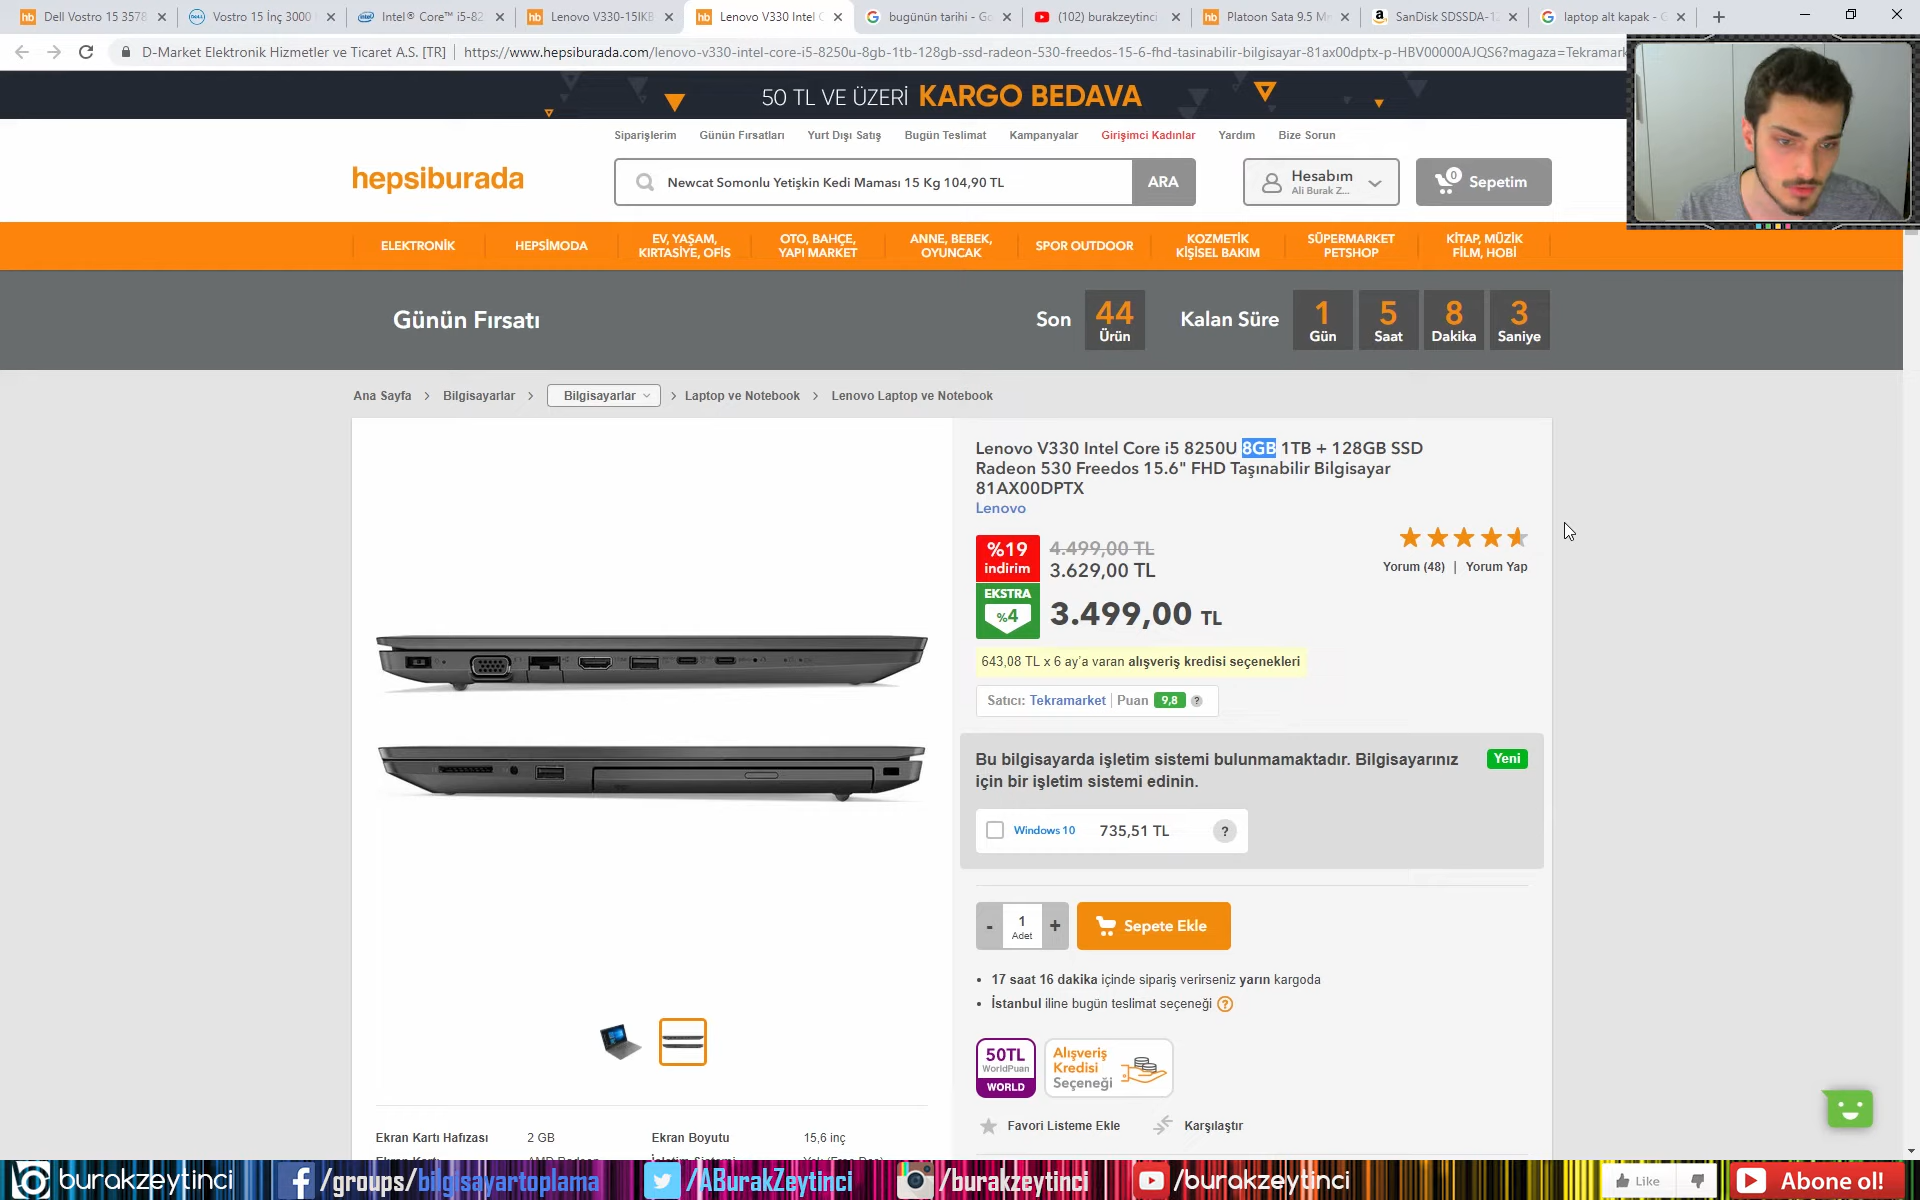 Dell Vostro 15 3578
Vostro 15 İnç 3000
Intel® Core™ i5-82
Lenovo V330-15IKB
Lenovo V330 Intel C
bugünün tarihi - Go
(102) burakzeytinci
Platoon Sata 9.5 Mm
SanDisk SDSSDA-12
laptop alt kapak - G
D-Market Elektronik Hizmetler ve Ticaret A.S. [TR] | https://www.hepsiburada.com/lenovo-v330-intel-core-i5-8250u-8gb-1tb-128gb-ssd-radeon-530-freedos-15-6-fhd-tasinabilir-bilgisayar-81ax00dptx-p-HBV00000AJQS6?magaza=Tekramark
50 TL VE ÜZERİ KARGO BEDAVA
Siparişlerim Günün Fırsatları Yurt Dışı Satış Bugün Teslimat Kampanyalar Girişimci Kadınlar Yardım Bize Sorun
hepsiburada
Newcat Somonlu Yetişkin Kedi Maması 15 Kg 104,90 TL
ARA
Hesabım
Ali Burak Z...
0
Sepetim
ELEKTRONİK
HEPSİMODA
EV, YAŞAM,
KIRTASİYE, OFİS
OTO, BAHÇE,
YAPI MARKET
ANNE, BEBEK,
OYUNCAK
SPOR OUTDOOR
KOZMETİK
KİŞİSEL BAKIM
SÜPERMARKET
PETSHOP
KİTAP, MÜZİK
FİLM, HOBİ
Günün Fırsatı
Son
44
Ürün
Kalan Süre
1
Gün
5
Saat
8
Dakika
3
Saniye
Ana Sayfa > Bilgisayarlar > Bilgisayarlar > Laptop ve Notebook > Lenovo Laptop ve Notebook
Lenovo V330 Intel Core i5 8250U 8GB 1TB + 128GB SSD
Radeon 530 Freedos 15.6" FHD Taşınabilir Bilgisayar
81AX00DPTX
Lenovo
%19
indirim
4.499,00 TL
3.629,00 TL
EKSTRA
%4
3.499,00 TL
Yorum (48) | Yorum Yap
643,08 TL x 6 ay'a varan alışveriş kredisi seçenekleri
Satıcı: Tekramarket | Puan 9,8 ?
Bu bilgisayarda işletim sistemi bulunmamaktadır. Bilgisayarınız
için bir işletim sistemi edinin.
Yeni
Windows 10 735,51 TL ?
- 1 +
Adet
Sepete Ekle
• 17 saat 16 dakika içinde sipariş verirseniz yarın kargoda
• İstanbul iline bugün teslimat seçeneği ?
50TL
WorldPuan
WORLD
Alışveriş
Kredisi
Seçeneği
Favori Listeme Ekle
Karşılaştır
Ekran Kartı Hafızası 2 GB
Ekran Boyutu 15,6 inç
burakzeytinci
/groups/bilgisayartoplama
/ABurakZeytinci
/burakzeytinci
/burakzeytinci
Like
Abone ol!